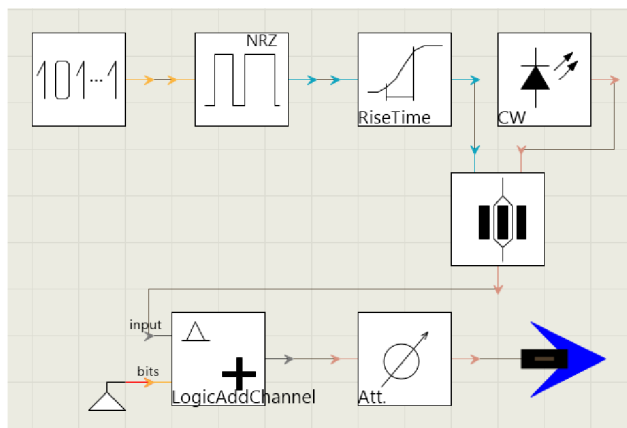 101...1
NRZ
RiseTime
CW
input
bits
LogicAddChannel
Att.